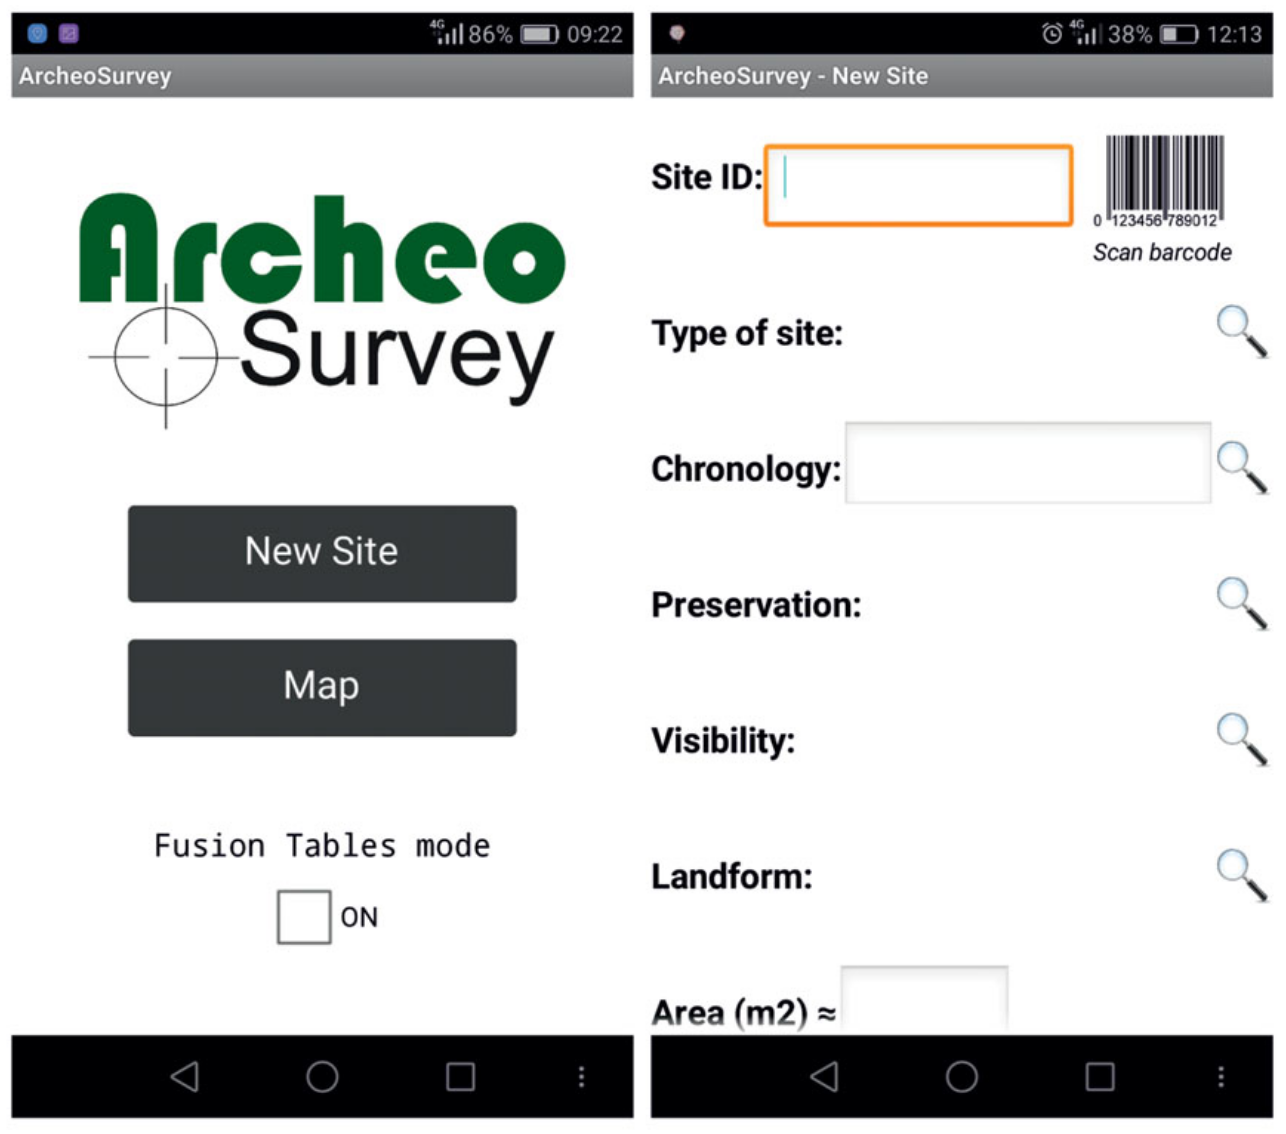 4G 86% 09:22
ArcheoSurvey
Archeo
Survey
New Site
Map
Fusion Tables mode
ON
4G 38% 12:13
ArcheoSurvey - New Site
Site ID:
0 123456 789012
Scan barcode
Type of site:
Chronology:
Preservation:
Visibility:
Landform:
Area (m2) ≈